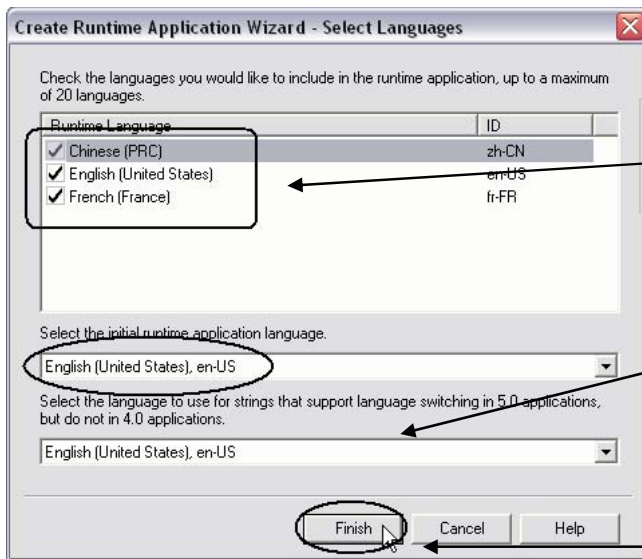 Create Runtime Application Wizard - Select Languages
Check the languages you would like to include in the runtime application, up to a maximum
of 20 languages.
Runtime Language ID
Chinese (PRC) zh-CN
English (United States) en-US
French (France) fr-FR
Select the initial runtime application language.
English (United States), en-US
Select the language to use for strings that support language switching in 5.0 applications,
but do not in 4.0 applications.
English (United States), en-US
Finish Cancel Help